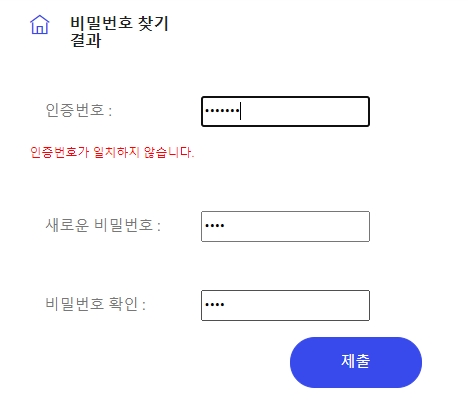 비밀번호 찾기
결과
인증번호 :
•••••••
인증번호가 일치하지 않습니다.
새로운 비밀번호 :
••••
비밀번호 확인 :
••••
제출